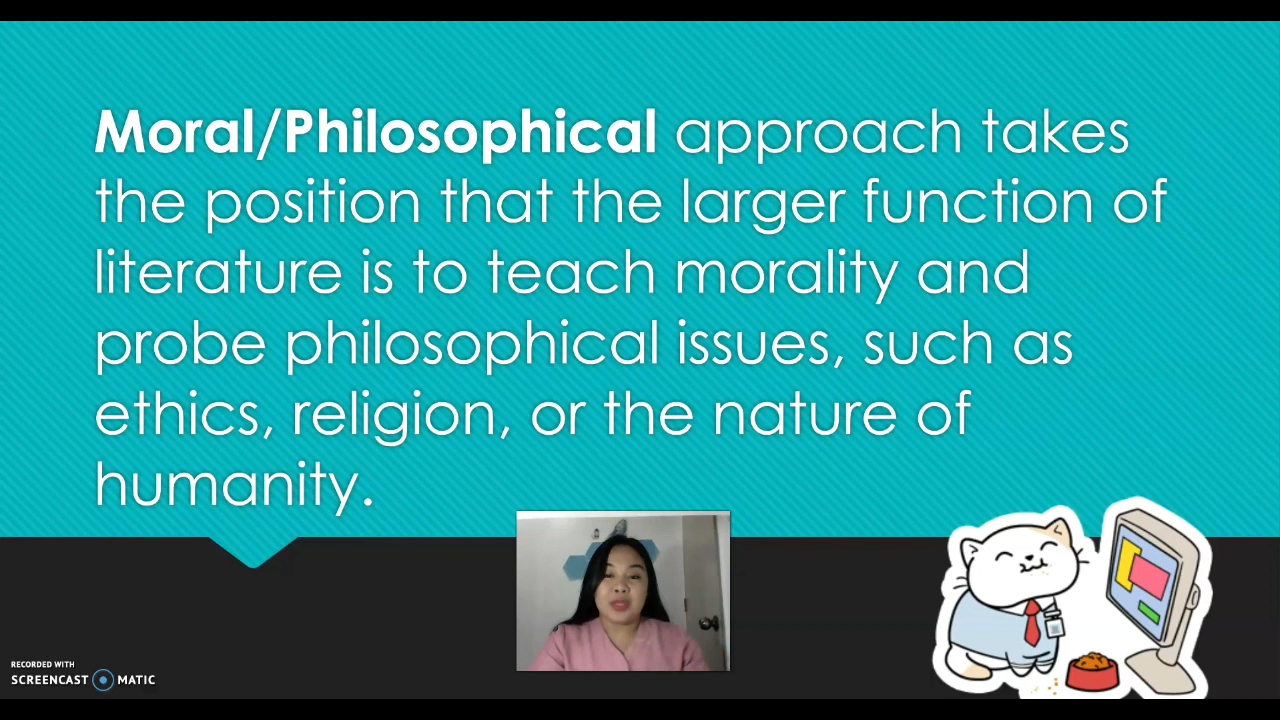 Moral/Philosophical approach takes
the position that the larger function of
literature is to teach morality and
probe philosophical issues, such as
ethics, religion, or the nature of
humanity.
RECORDED WITH
SCREENCAST MATIC